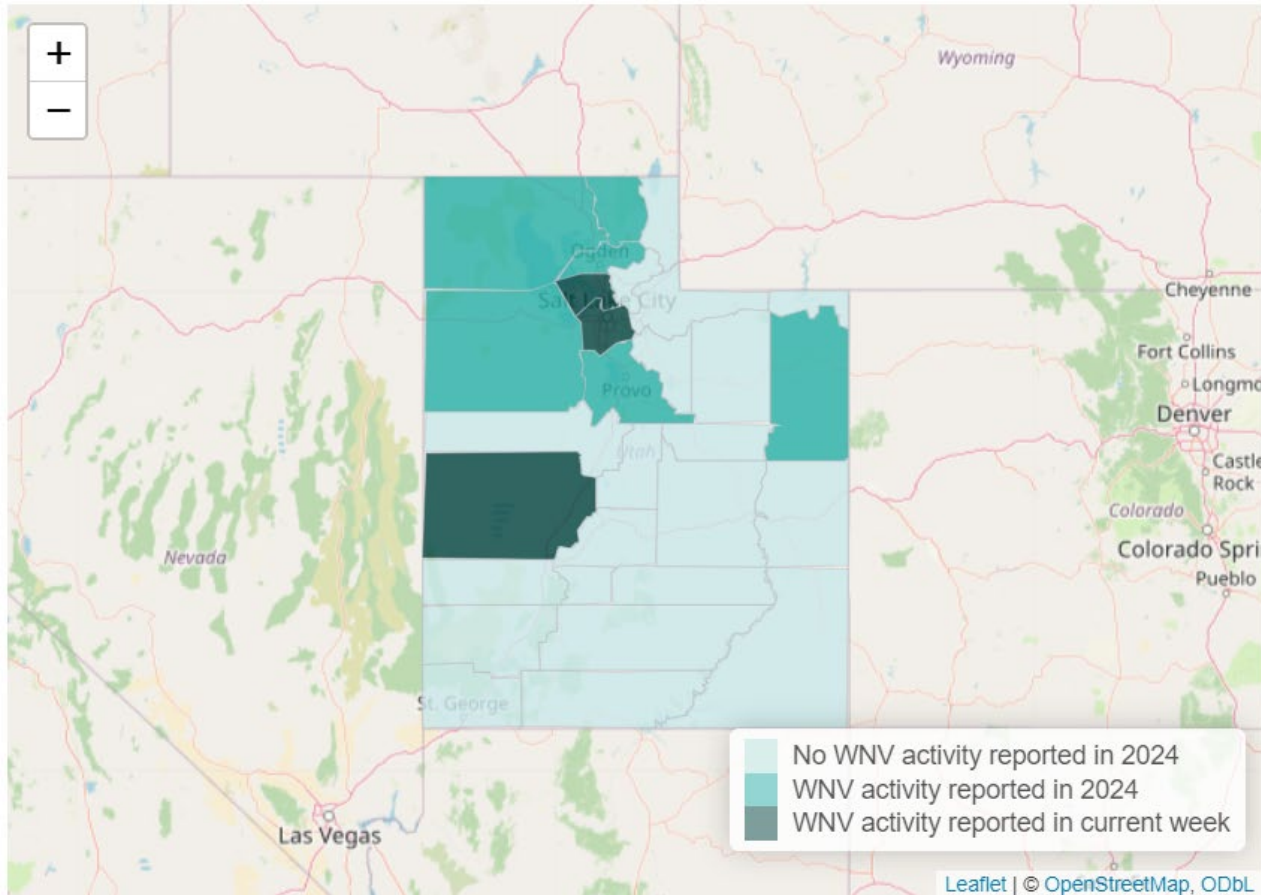 +
−
Wyoming
Ogden
Salt Lake City
Cheyenne
Fort Collins
Longmo
Provo
Denver
Utah
Castle
Rock
Colorado
Nevada
Colorado Spri
Pueblo
St. George
Las Vegas
No WNV activity reported in 2024
WNV activity reported in 2024
WNV activity reported in current week
Leaflet | © OpenStreetMap, ODbL